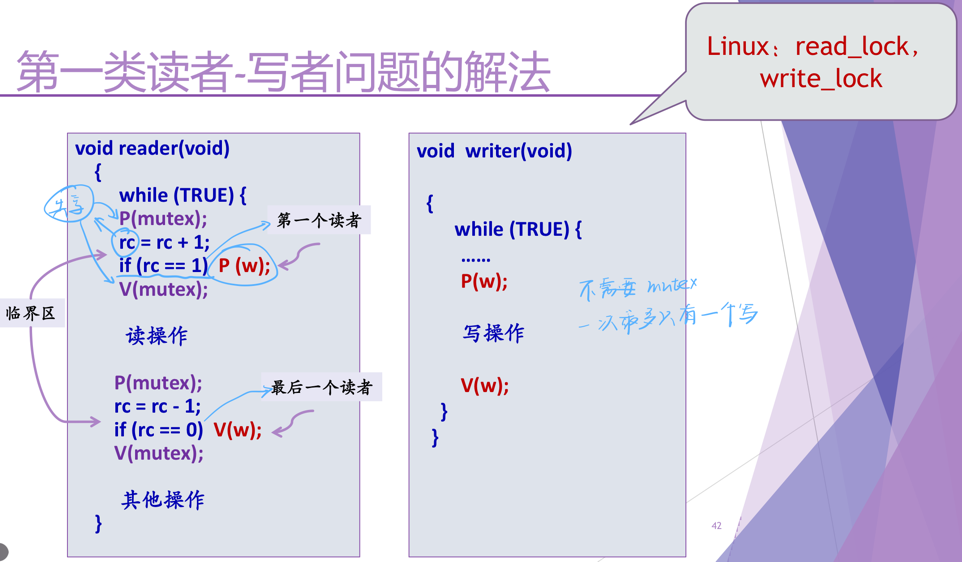 第一类读者-写者问题的解法
Linux：read_lock，
write_lock
void reader(void)
{
while (TRUE) {
P(mutex);
rc = rc + 1;
if (rc == 1) P (w);
V(mutex);
读操作
P(mutex);
rc = rc - 1;
if (rc == 0) V(w);
V(mutex);
其他操作
}
共享
第一个读者
临界区
最后一个读者
void writer(void)
{
while (TRUE) {
……
P(w);
写操作
V(w);
}
}
不需要 mutex
一次最多只有一个写
42